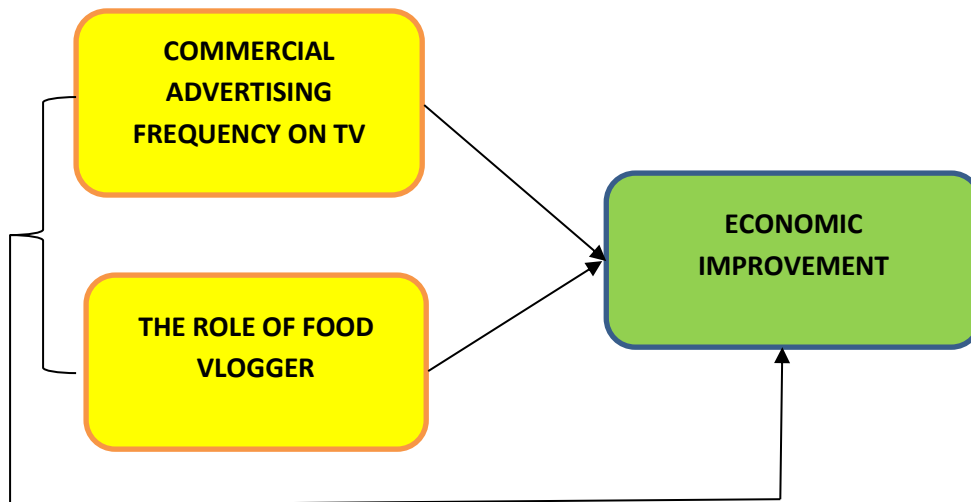 COMMERCIAL
ADVERTISING
FREQUENCY ON TV
ECONOMIC
IMPROVEMENT
THE ROLE OF FOOD
VLOGGER